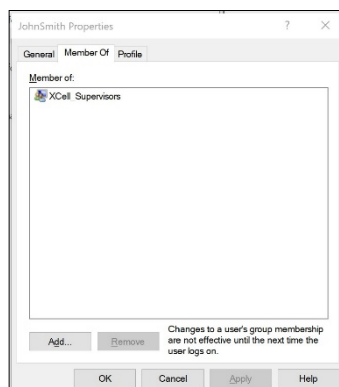 JohnSmith Properties
?
General
Member Of
Profile
Member of:
XCell Supervisors
Add...
Remove
Changes to a user's group membership
are not effective until the next time the
user logs on.
OK
Cancel
Apply
Help